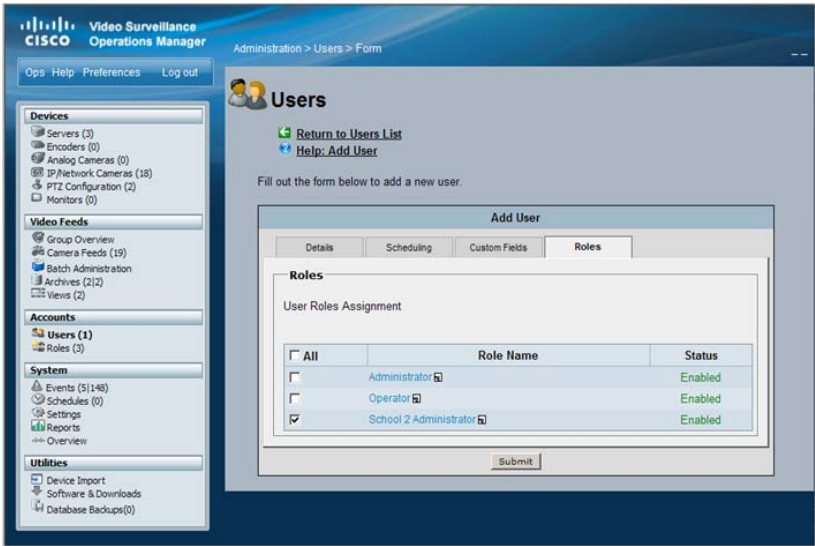 CISCO
Video Surveillance
Operations Manager
Ops Help Preferences Log out
Devices
Servers (3)
Encoders (0)
Analog Cameras (0)
IP/Network Cameras (18)
PTZ Configuration (2)
Monitors (0)
Video Feeds
Group Overview
Camera Feeds (19)
Batch Administration
Archives (2|2)
Views (2)
Accounts
Users (1)
Roles (3)
System
Events (5|148)
Schedules (0)
Settings
Reports
Overview
Utilities
Device Import
Software & Downloads
Database Backups(0)
Administration > Users > Form
Users
Return to Users List
Help: Add User
Fill out the form below to add a new user.
Add User
Details Scheduling Custom Fields Roles
Roles
User Roles Assignment
All Role Name Status
Administrator Enabled
Operator Enabled
School 2 Administrator Enabled
Submit